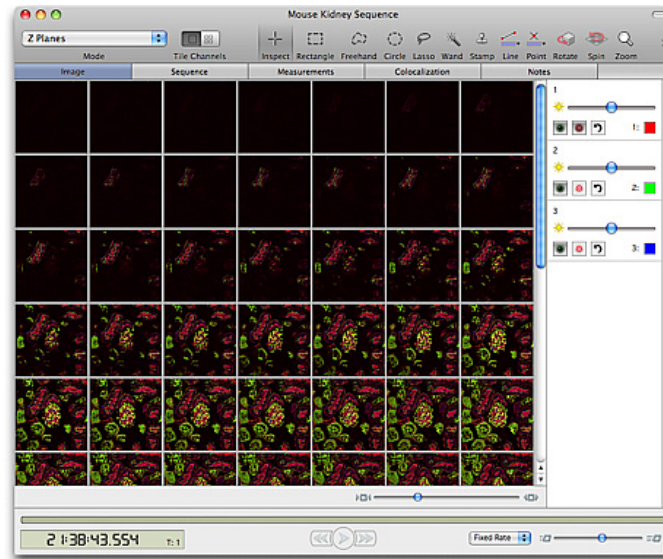 Mouse Kidney Sequence
Z Planes
Mode
Tile Channels
Inspect Rectangle Freehand Circle Lasso Wand Stamp Line Point Rotate Spin Zoom
Image Sequence Measurements Colocalization Notes
1
1:
2
2:
3
3:
21:38:43.554 T: 1
Fixed Rate